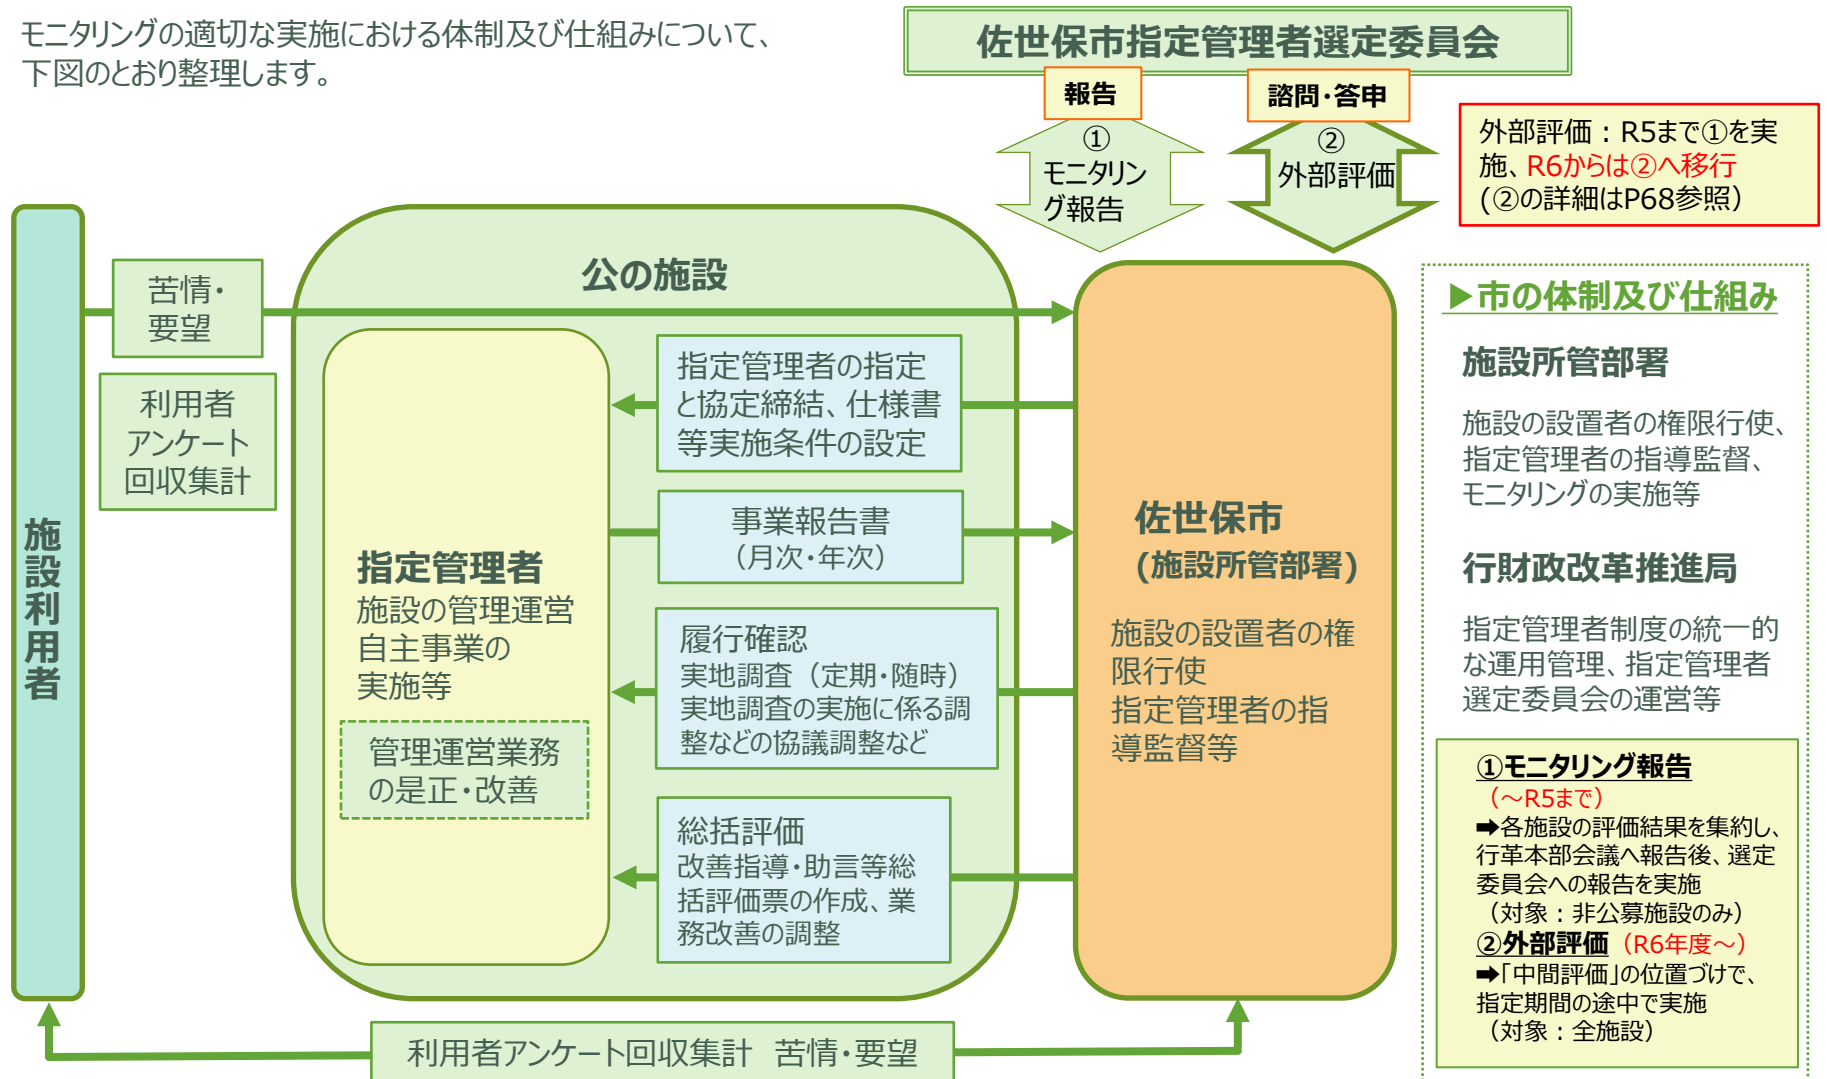 モニタリングの適切な実施における体制及び仕組みについて、
下図のとおり整理します。
佐世保市指定管理者選定委員会
報告
①
モニタリン
グ報告
諮問・答申
②
外部評価
外部評価：R5まで①を実
施、R6からは②へ移行
(②の詳細はP68参照）
施設利用者
苦情・
要望
利用者
アンケート
回収集計
公の施設
指定管理者
施設の管理運営
自主事業の
実施等
管理運営業務
の是正・改善
指定管理者の指定
と協定締結、仕様書
等実施条件の設定
事業報告書
（月次・年次）
履行確認
実地調査（定期・随時）
実地調査の実施に係る調
整などの協議調整など
総括評価
改善指導・助言等総
括評価票の作成、業
務改善の調整
佐世保市
(施設所管部署)
施設の設置者の権
限行使
指定管理者の指
導監督等
利用者アンケート回収集計　苦情・要望
▶市の体制及び仕組み
施設所管部署
施設の設置者の権限行使、
指定管理者の指導監督、
モニタリングの実施等
行財政改革推進局
指定管理者制度の統一的
な運用管理、指定管理者
選定委員会の運営等
①モニタリング報告
（～R5まで）
➡各施設の評価結果を集約し、
行革本部会議へ報告後、選定
委員会への報告を実施
（対象：非公募施設のみ）
②外部評価（R6年度～）
➡「中間評価」の位置づけで、
指定期間の途中で実施
（対象：全施設）